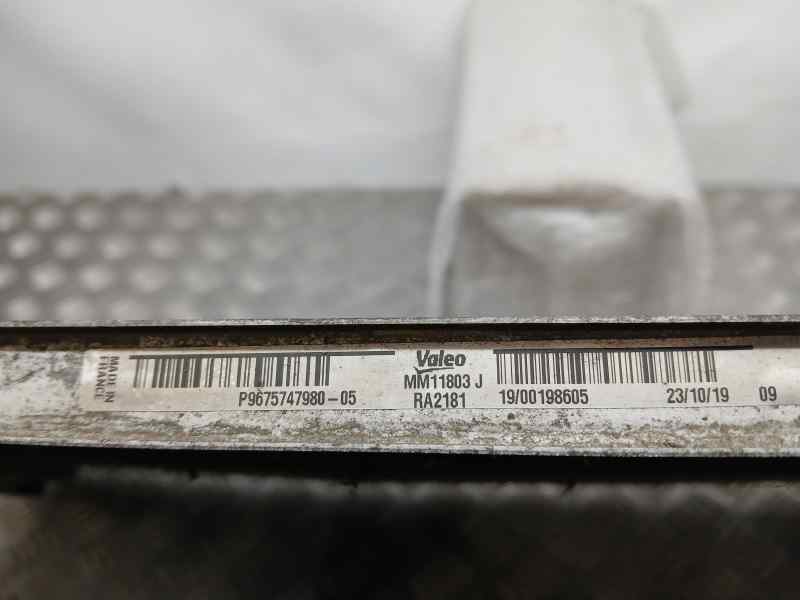 MADE IN
FRANCE
P9675747980-05
Valeo
MM11803 J
RA2181
19/00198605
23/10/19
09